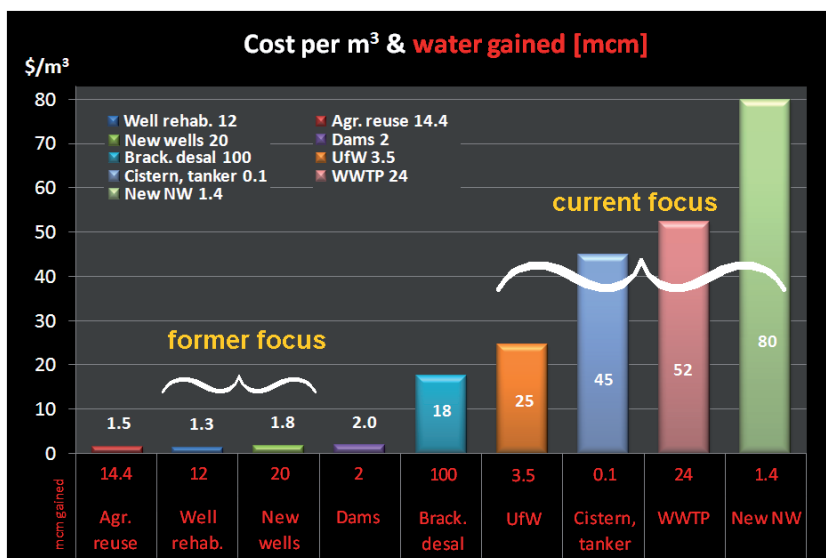 Cost per m³ & water gained [mcm]
$/m³
80
70
60
50
40
30
20
10
0
Well rehab. 12
Agr. reuse 14.4
New wells 20
Dams 2
Brack. desal 100
UfW 3.5
Cistern, tanker 0.1
WWTP 24
New NW 1.4
current focus
former focus
1.5
1.3
1.8
2.0
18
25
45
52
80
mcm gained
14.4
12
20
2
100
3.5
0.1
24
1.4
Agr. reuse
Well rehab.
New wells
Dams
Brack. desal
UfW
Cistern, tanker
WWTP
New NW